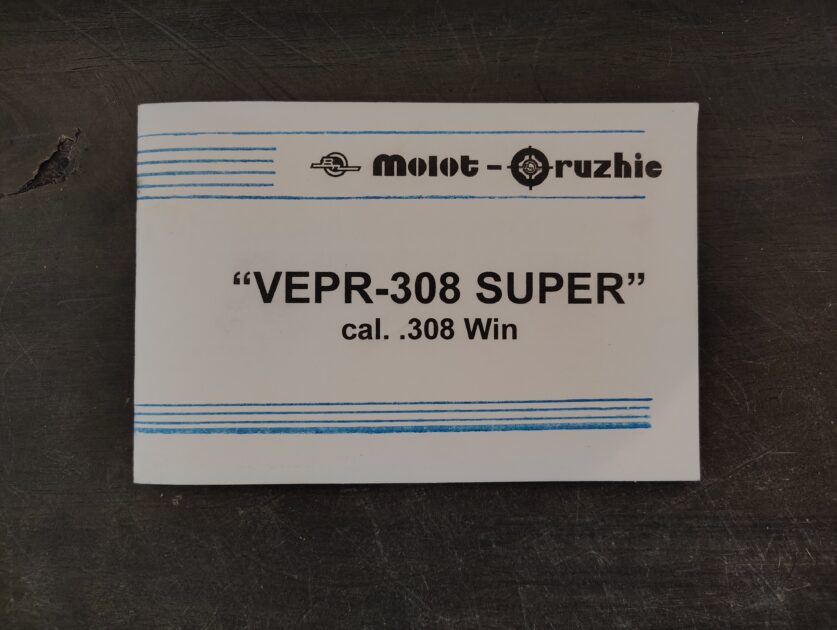 Molot - Oruzhie
“VEPR-308 SUPER”
cal. .308 Win